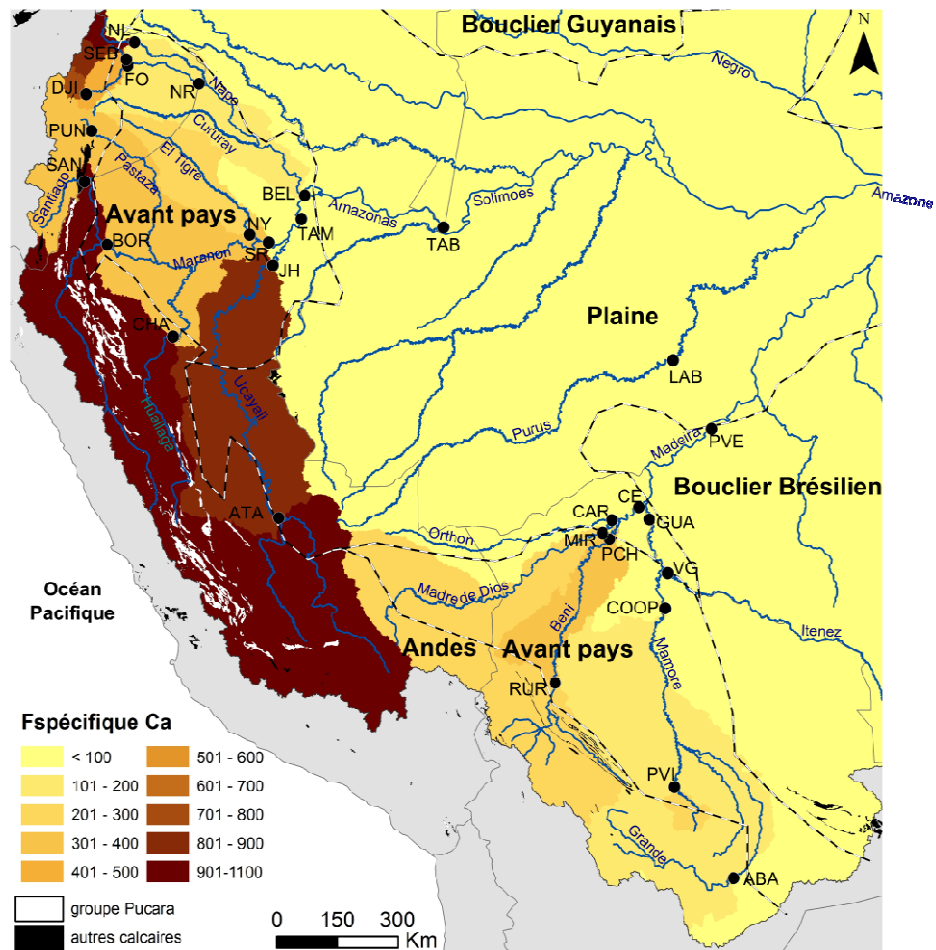 Bouclier Guyanais
N
NL
SEB
FO
DJI
NR
Napo
Negro
PUN
Cururay
El Tigre
SAN
Pastaza
Santiago
Avant pays
BEL
Amazonas
Solimoes
Amazone
NY
TAM
TAB
BOR
SR
Maranon
JH
Plaine
CHA
LAB
Ucayali
Huallaga
Purus
Madeira
PVE
Bouclier Brésilien
ATA
CE
CAR
GUA
Orthon
MIR
PCH
VG
Océan
Pacifique
Madre de Dios
COOP
Beni
Itenez
Andes
Avant pays
Mamore
RUR
PVI
Grande
ABA
Fspécifique Ca
< 100
501 - 600
101 - 200
601 - 700
201 - 300
701 - 800
301 - 400
801 - 900
401 - 500
901-1100
groupe Pucara
autres calcaires
0 150 300
Km